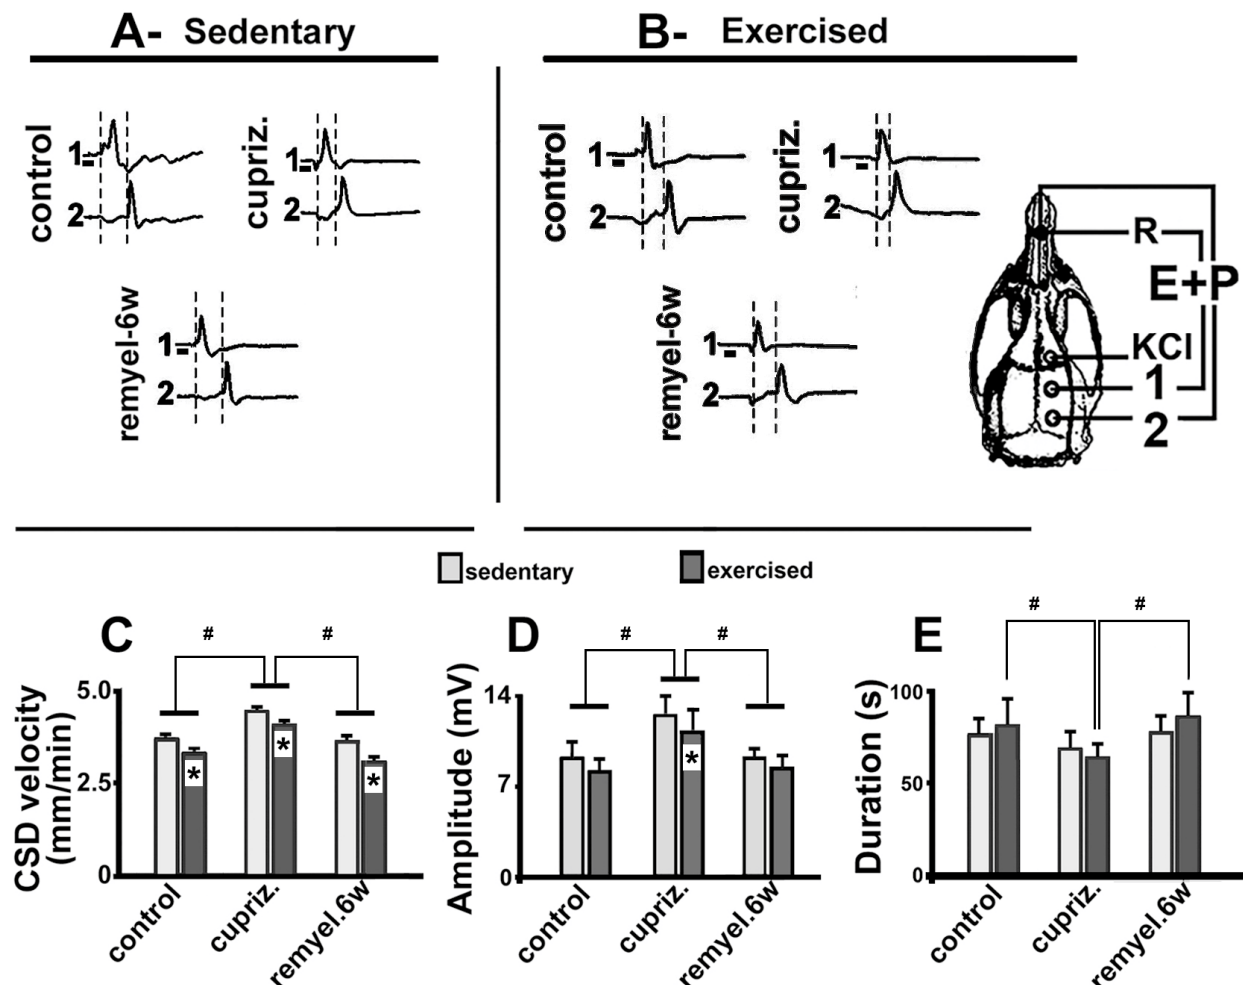 A- Sedentary
B- Exercised
control
1
2
cupriz.
1
2
remyel-6w
1
2
control
1
2
cupriz.
1
2
remyel-6w
1
2
R
E+P
KCl
1
2
sedentary
exercised
C
#
#
CSD velocity
(mm/min)
5.0
2.5
0
*
*
*
control
cupriz.
remyel.6w
D
#
#
Amplitude (mV)
14
7
0
*
control
cupriz.
remyel.6w
E
#
#
Duration (s)
100
50
0
control
cupriz.
remyel.6w